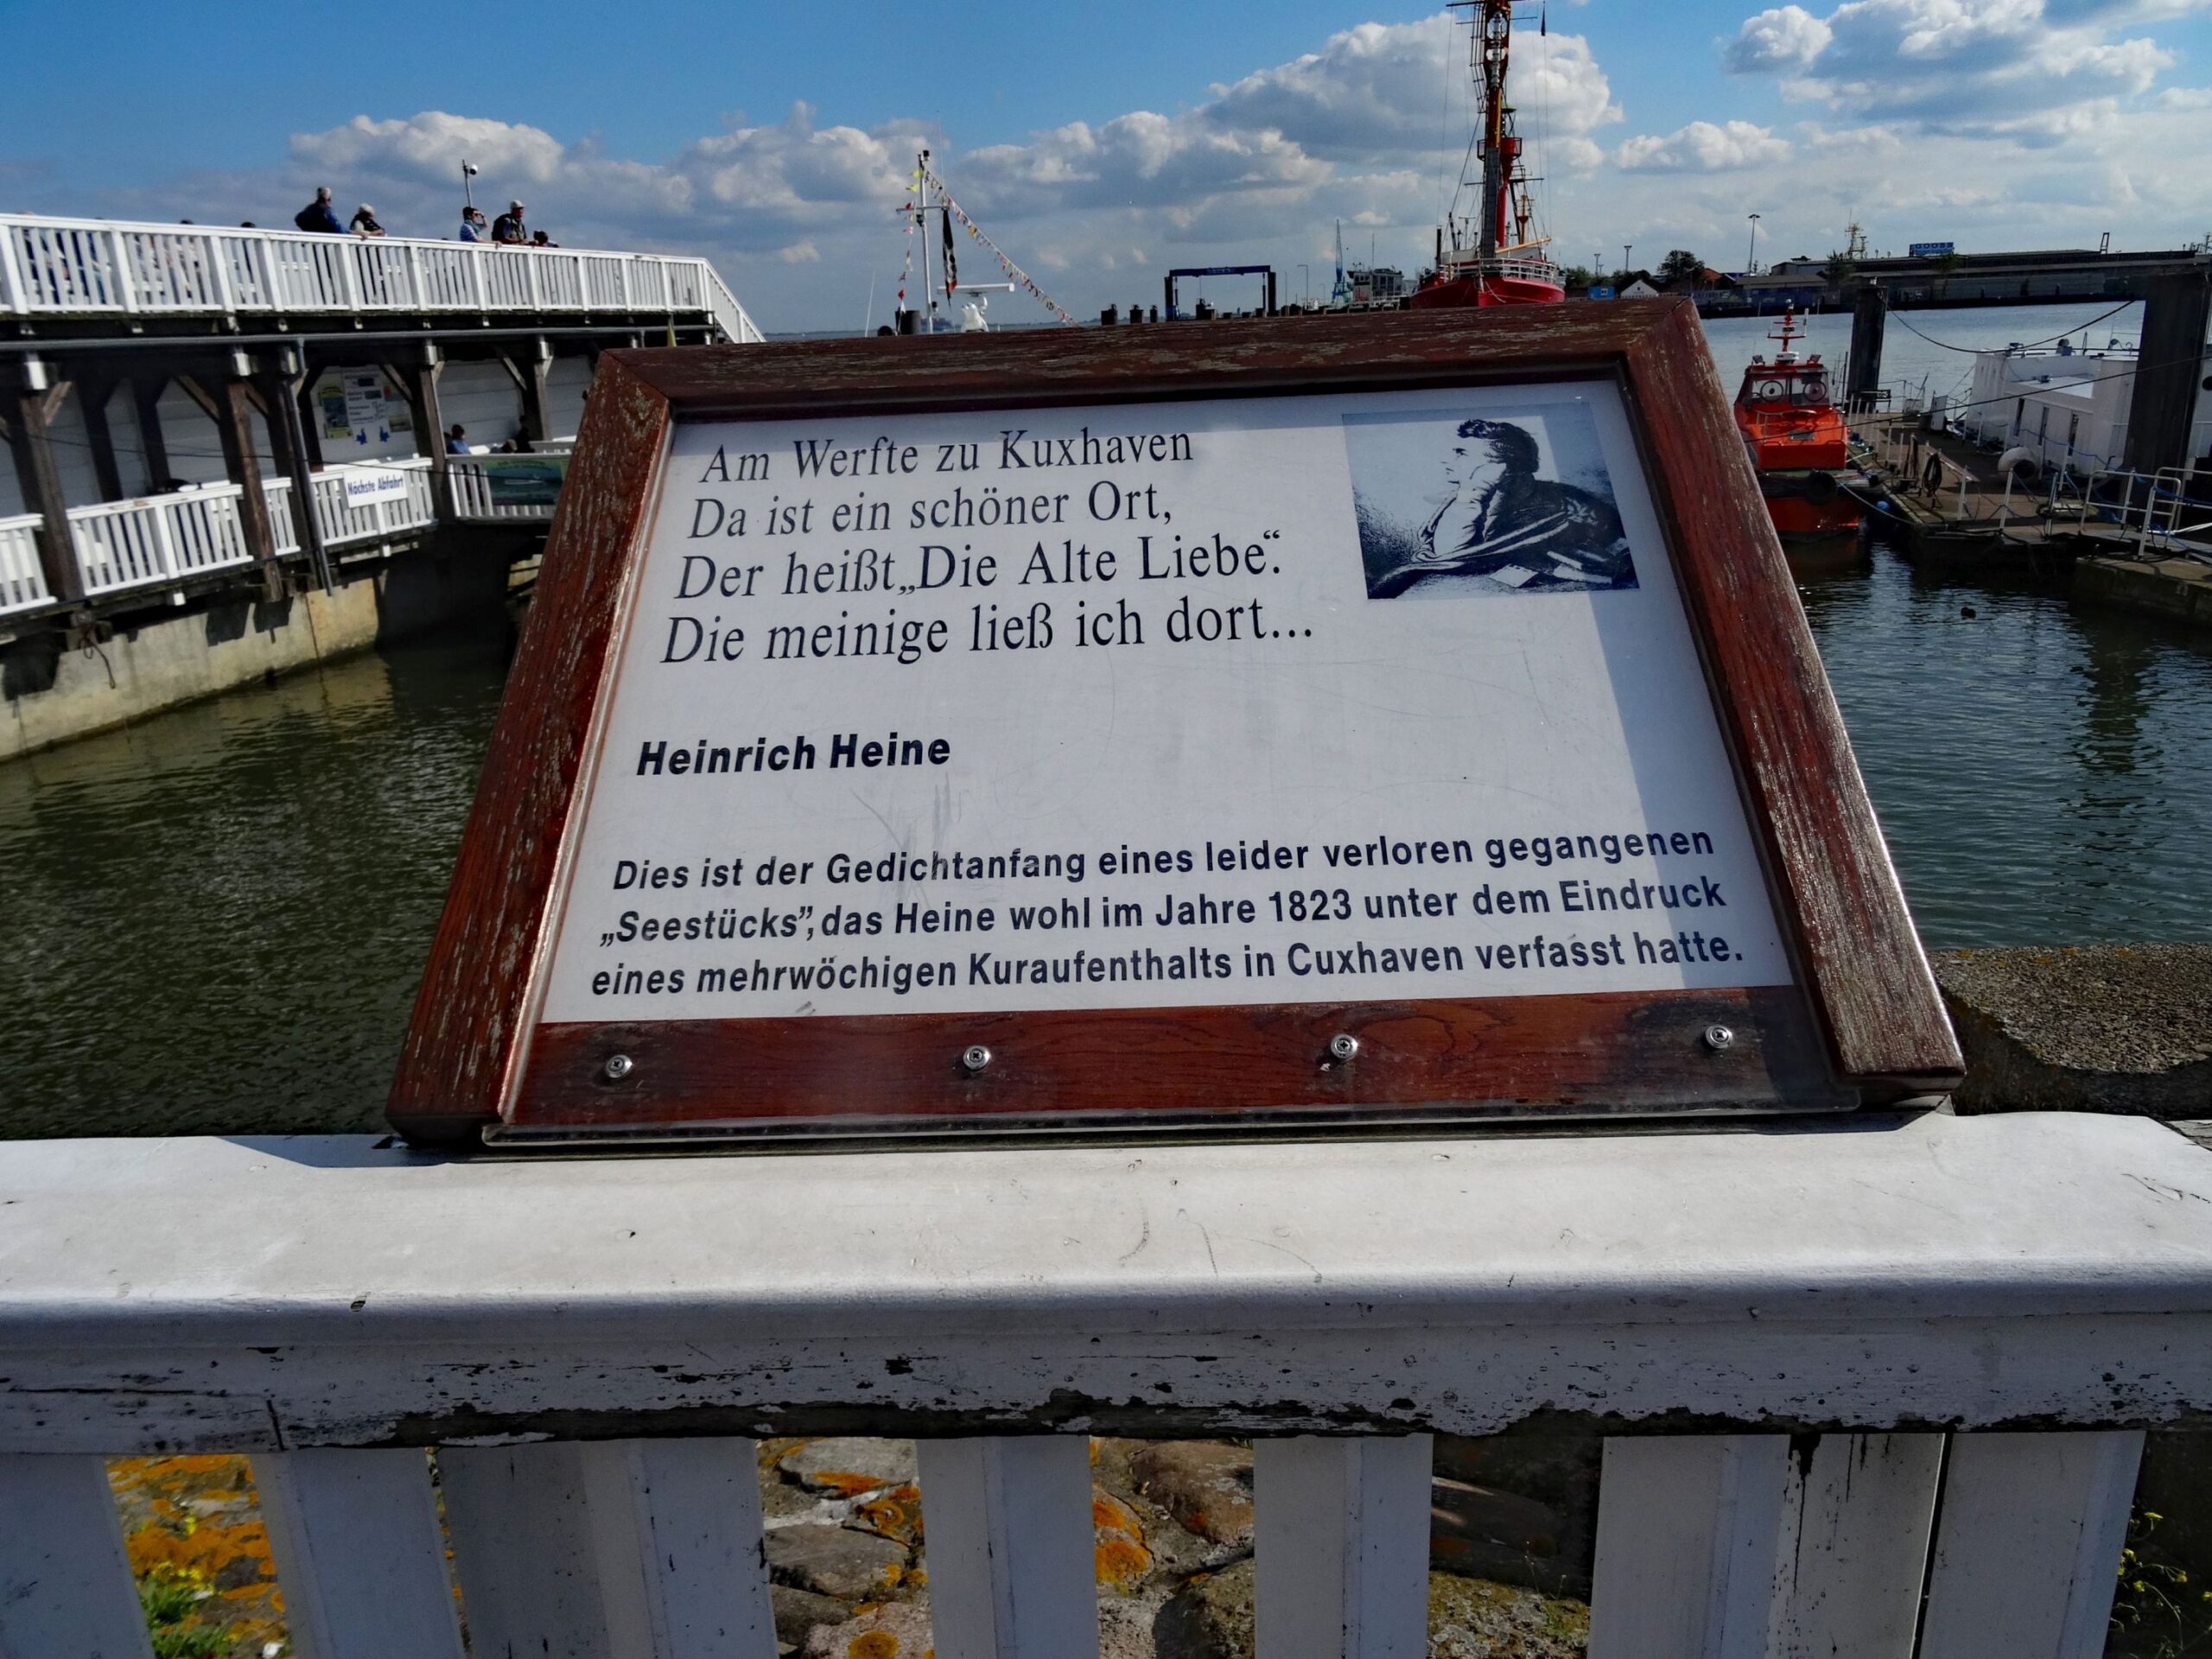 Am Werfte zu Kuxhaven
Da ist ein schöner Ort,
Der heißt„Die Alte Liebe“.
Die meinige ließ ich dort...
Heinrich Heine
Dies ist der Gedichtanfang eines leider verloren gegangenen
„Seestücks”, das Heine wohl im Jahre 1823 unter dem Eindruck
eines mehrwöchigen Kuraufenthalts in Cuxhaven verfasst hatte.
Nächste Abfahrt